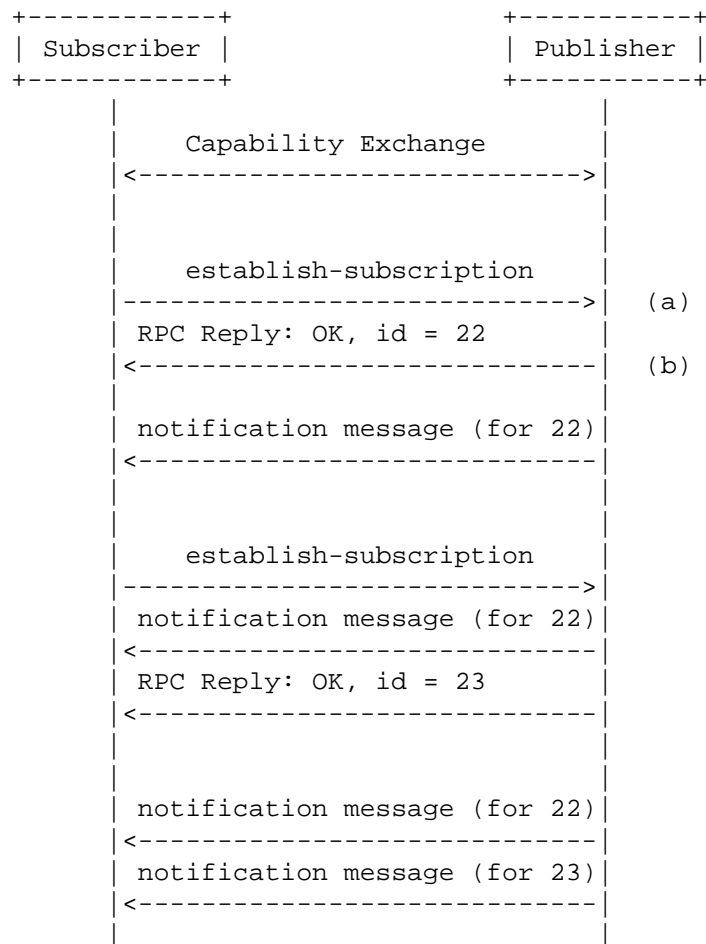 Subscriber Publisher
Capability Exchange
establish-subscription
(a)
RPC Reply: OK, id = 22
(b)
notification message (for 22)
establish-subscription
notification message (for 22)
RPC Reply: OK, id = 23
notification message (for 22)
notification message (for 23)